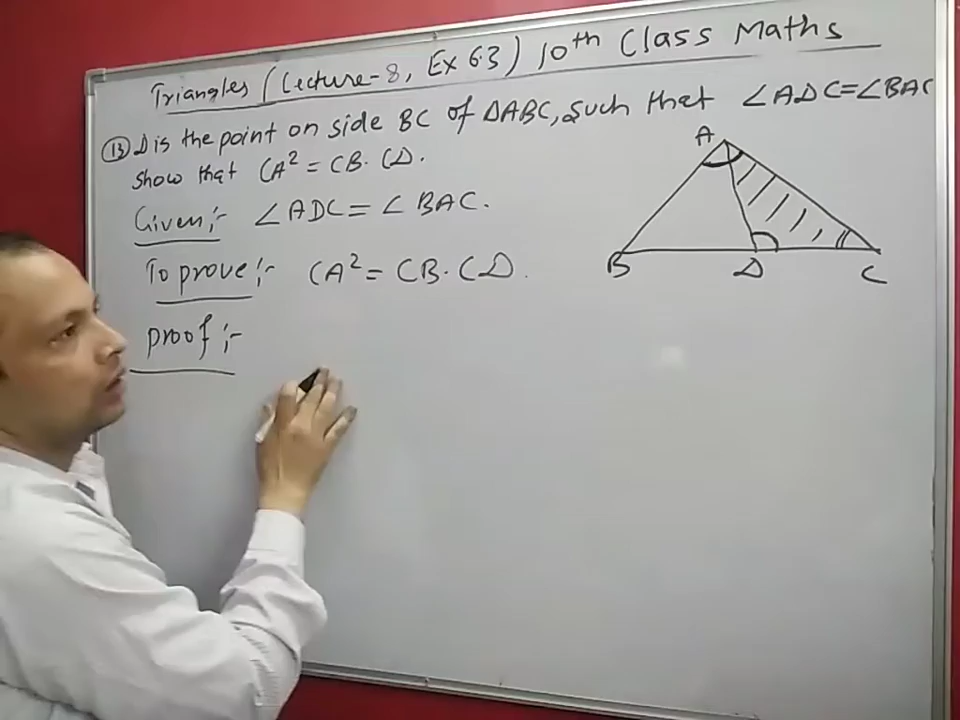 Triangles (Lecture-8, Ex 6.3) 10th Class Maths
(13) D is the point on side BC of ΔABC, such that ∠ADC=∠BAC
show that CA² = CB·CD.
Given:- ∠ADC = ∠BAC.
To prove:- CA² = CB·CD.
proof:-
A
B
D
C